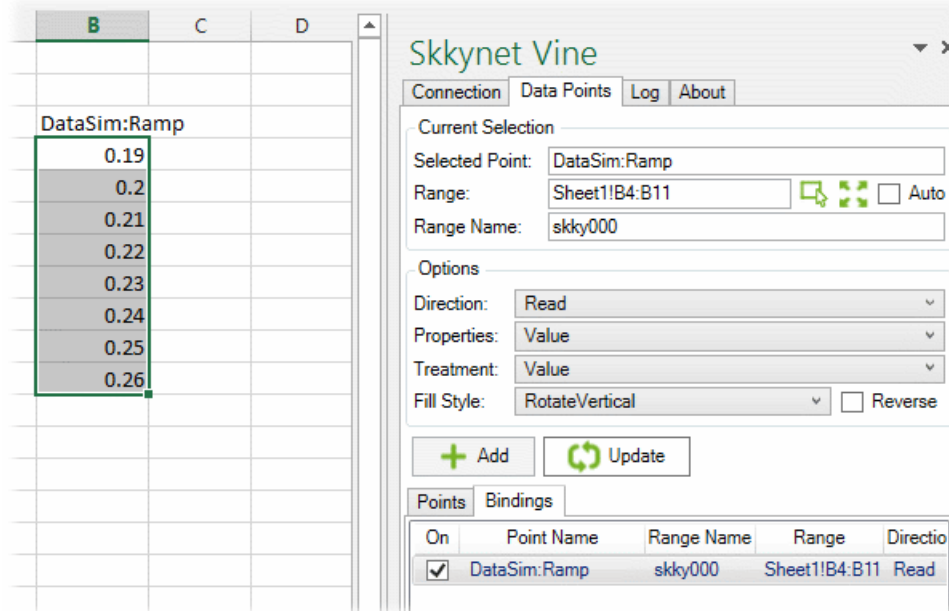 B C D
DataSim:Ramp
0.19
0.2
0.21
0.22
0.23
0.24
0.25
0.26
Skkynet Vine
Connection Data Points Log About
Current Selection
Selected Point: DataSim:Ramp
Range: Sheet1!B4:B11 Auto
Range Name: skky000
Options
Direction: Read
Properties: Value
Treatment: Value
Fill Style: RotateVertical Reverse
Add Update
Points Bindings
On Point Name Range Name Range Directio
DataSim:Ramp skky000 Sheet1!B4:B11 Read